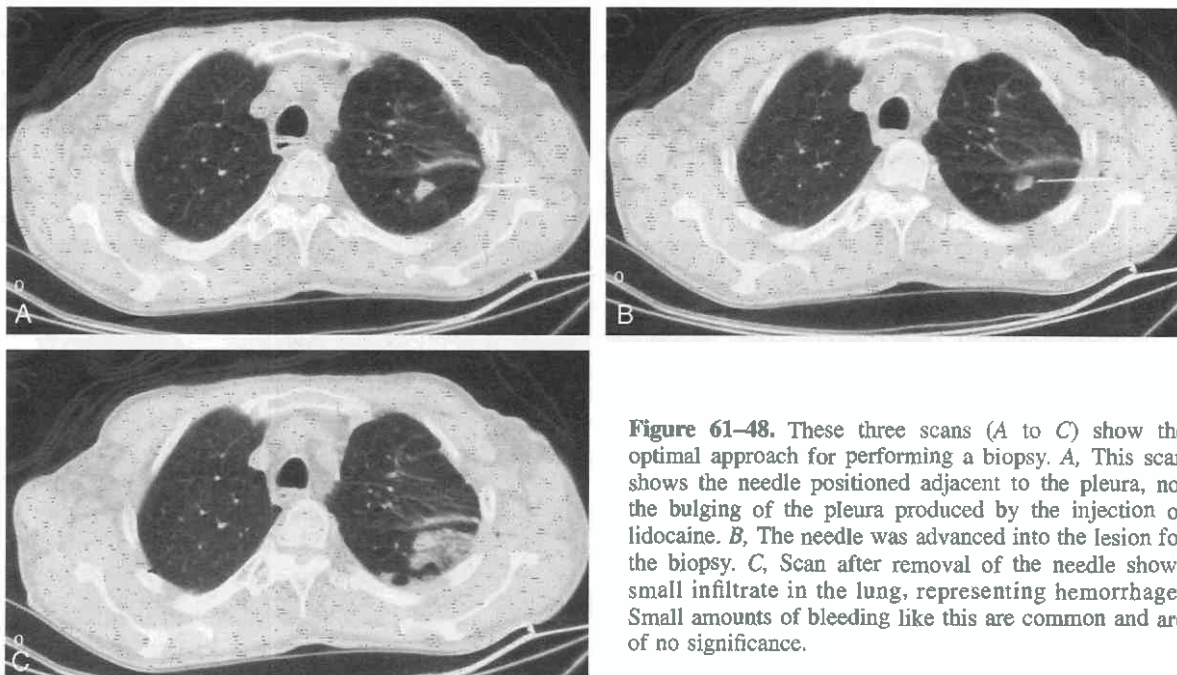 A
B
C
Figure 61–48. These three scans (A to C) show the
optimal approach for performing a biopsy. A, This scan
shows the needle positioned adjacent to the pleura, no
the bulging of the pleura produced by the injection o
lidocaine. B, The needle was advanced into the lesion fo
the biopsy. C, Scan after removal of the needle show
small infiltrate in the lung, representing hemorrhage
Small amounts of bleeding like this are common and ar
of no significance.